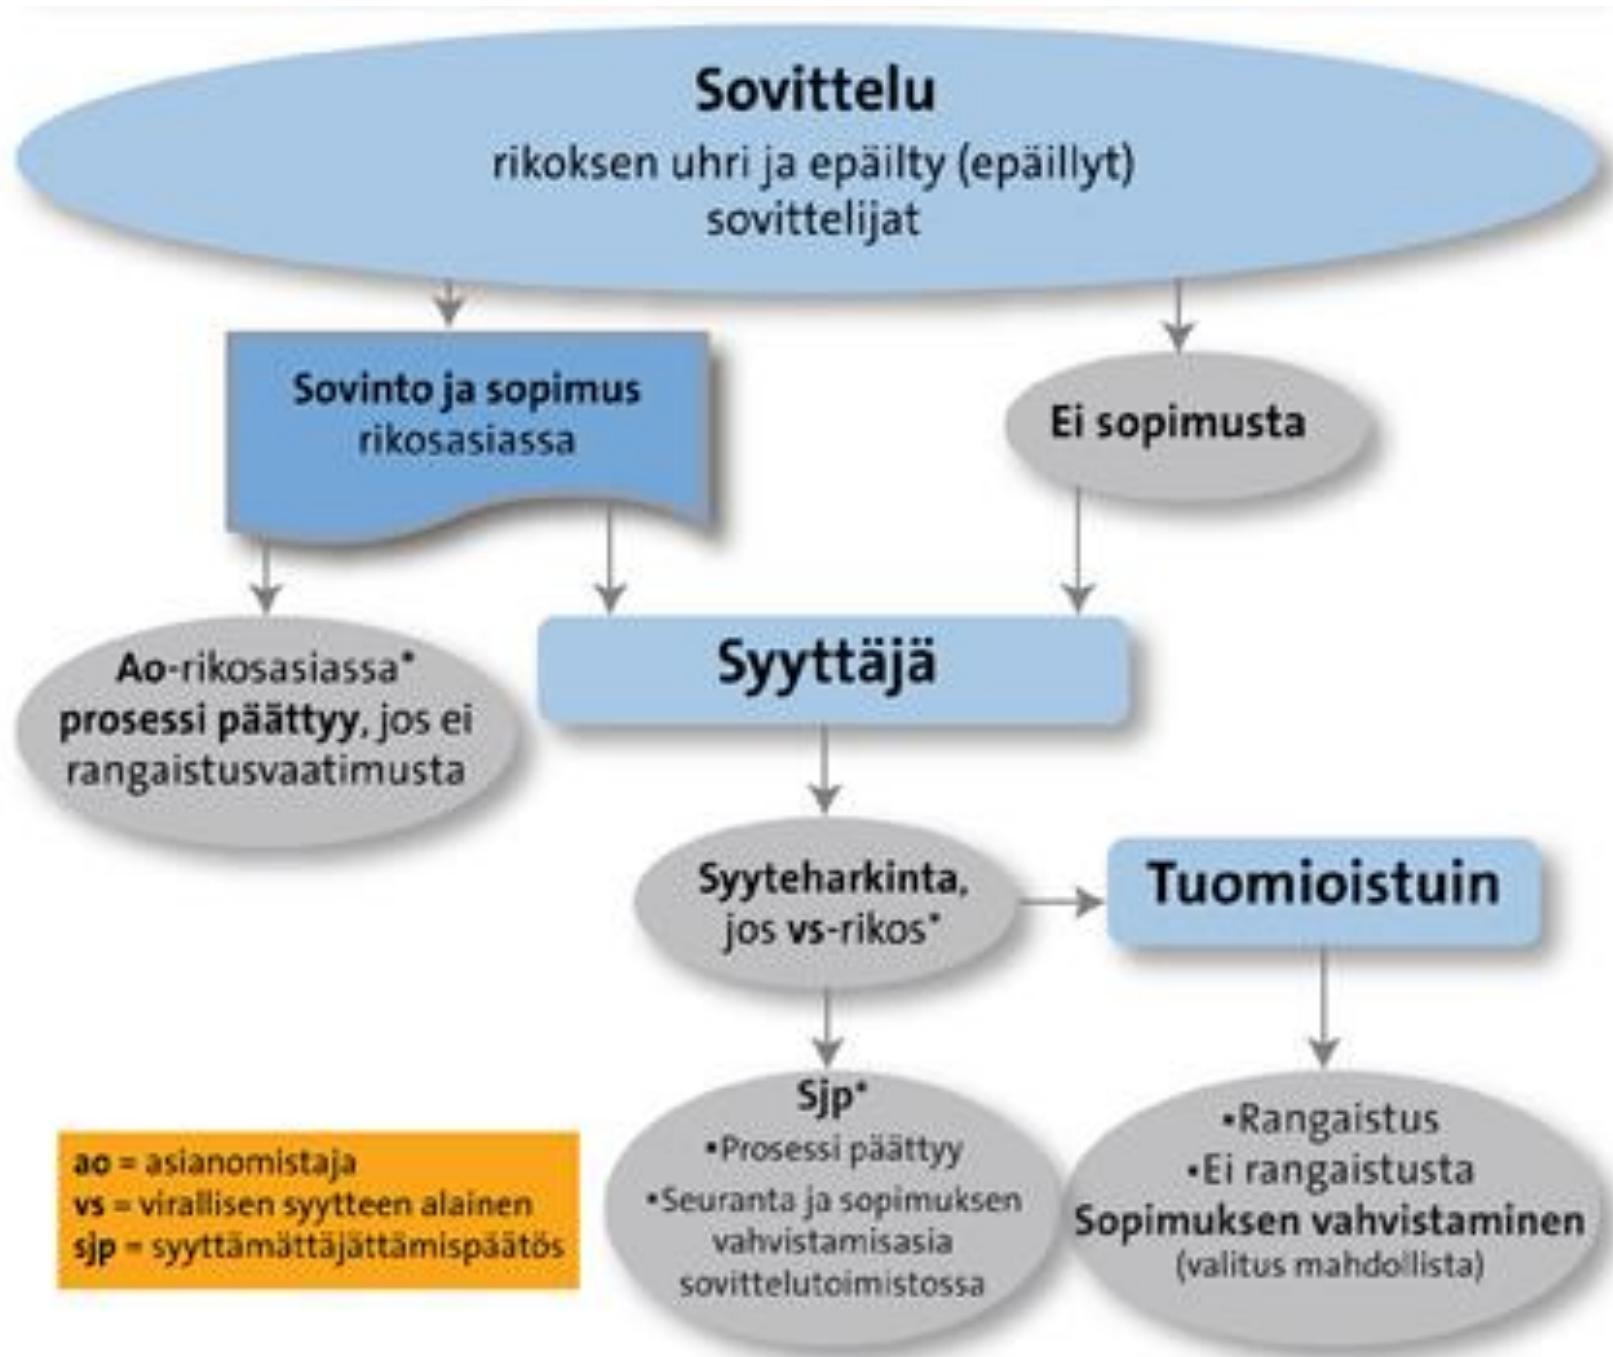 Sovittelu
rikoksen uhri ja epäilty (epäillyt)
sovittelijat
Sovinto ja sopimus
rikosasiassa
Ei sopimusta
Ao-rikosasiassa*
prosessi päättyy, jos ei
rangaistusvaatimusta
Syyttäjä
Syyteharkinta,
jos vs-rikos*
Tuomioistuin
Sjp*
▪Prosessi päättyy
▪Seuranta ja sopimuksen
vahvistamisasia
sovittelutoimistossa
▪Rangaistus
▪Ei rangaistusta
Sopimuksen vahvistaminen
(valitus mahdollista)
ao = asianomistaja
vs = virallisen syytteen alainen
sjp = syyttämättäjättämispäätös